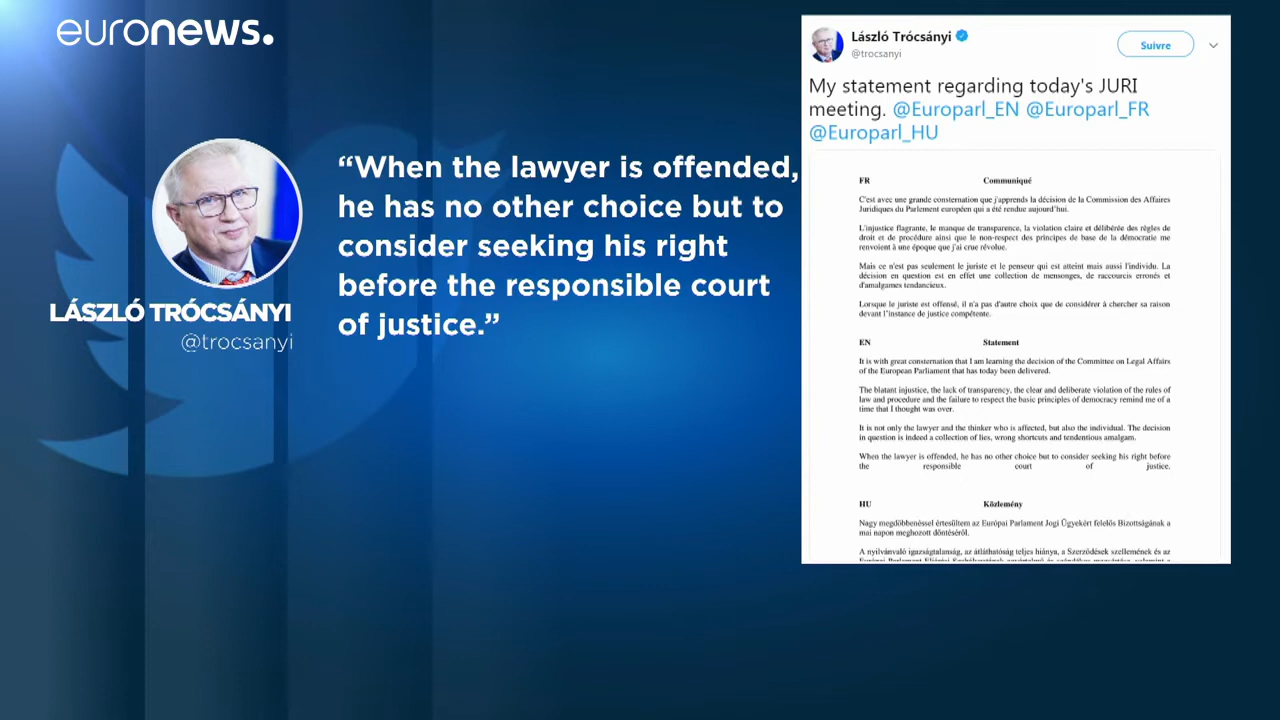 euronews.
LÁSZLÓ TRÓCSÁNYI
@trocsanyi
“When the lawyer is offended,
he has no other choice but to
consider seeking his right
before the responsible court
of justice.”
László Trócsányi
@trocsanyi
Suivre
My statement regarding today's JURI
meeting. @Europarl_EN @Europarl_FR
@Europarl_HU
FR Communiqué
C'est avec une grande consternation que j'apprends la décision de la Commission des Affaires
Juridiques du Parlement européen qui a été rendue aujourd'hui.
L'injustice flagrante, le manque de transparence, la violation claire et délibérée des règles de
droit et de procédure ainsi que le non-respect des principes de base de la démocratie me
renvoient à une époque que j'ai crue révolue.
Mais ce n'est pas seulement le juriste et le penseur qui est atteint mais aussi l'individu. La
décision en question est en effet une collection de mensonges, de raccourcis erronés et
d'amalgames tendancieux.
Lorsque le juriste est offensé, il n'a pas d'autre choix que de considérer à chercher sa raison
devant l'instance de justice compétente.
EN Statement
It is with great consternation that I am learning the decision of the Committee on Legal Affairs
of the European Parliament that has today been delivered.
The blatant injustice, the lack of transparency, the clear and deliberate violation of the rules of
law and procedure and the failure to respect the basic principles of democracy remind me of a
time that I thought was over.
It is not only the lawyer and the thinker who is affected, but also the individual. The decision
in question is indeed a collection of lies, wrong shortcuts and tendentious amalgam.
When the lawyer is offended, he has no other choice but to consider seeking his right before
the responsible court of justice.
HU Közlemény
Nagy megdöbbenéssel értesültem az Európai Parlament Jogi Ügyekért felelős Bizottságának a
mai napon meghozott döntéséről.
A nyilvánvaló igazságtalanság, az átláthatóság teljes hiánya, a Szerződések szellemének és az